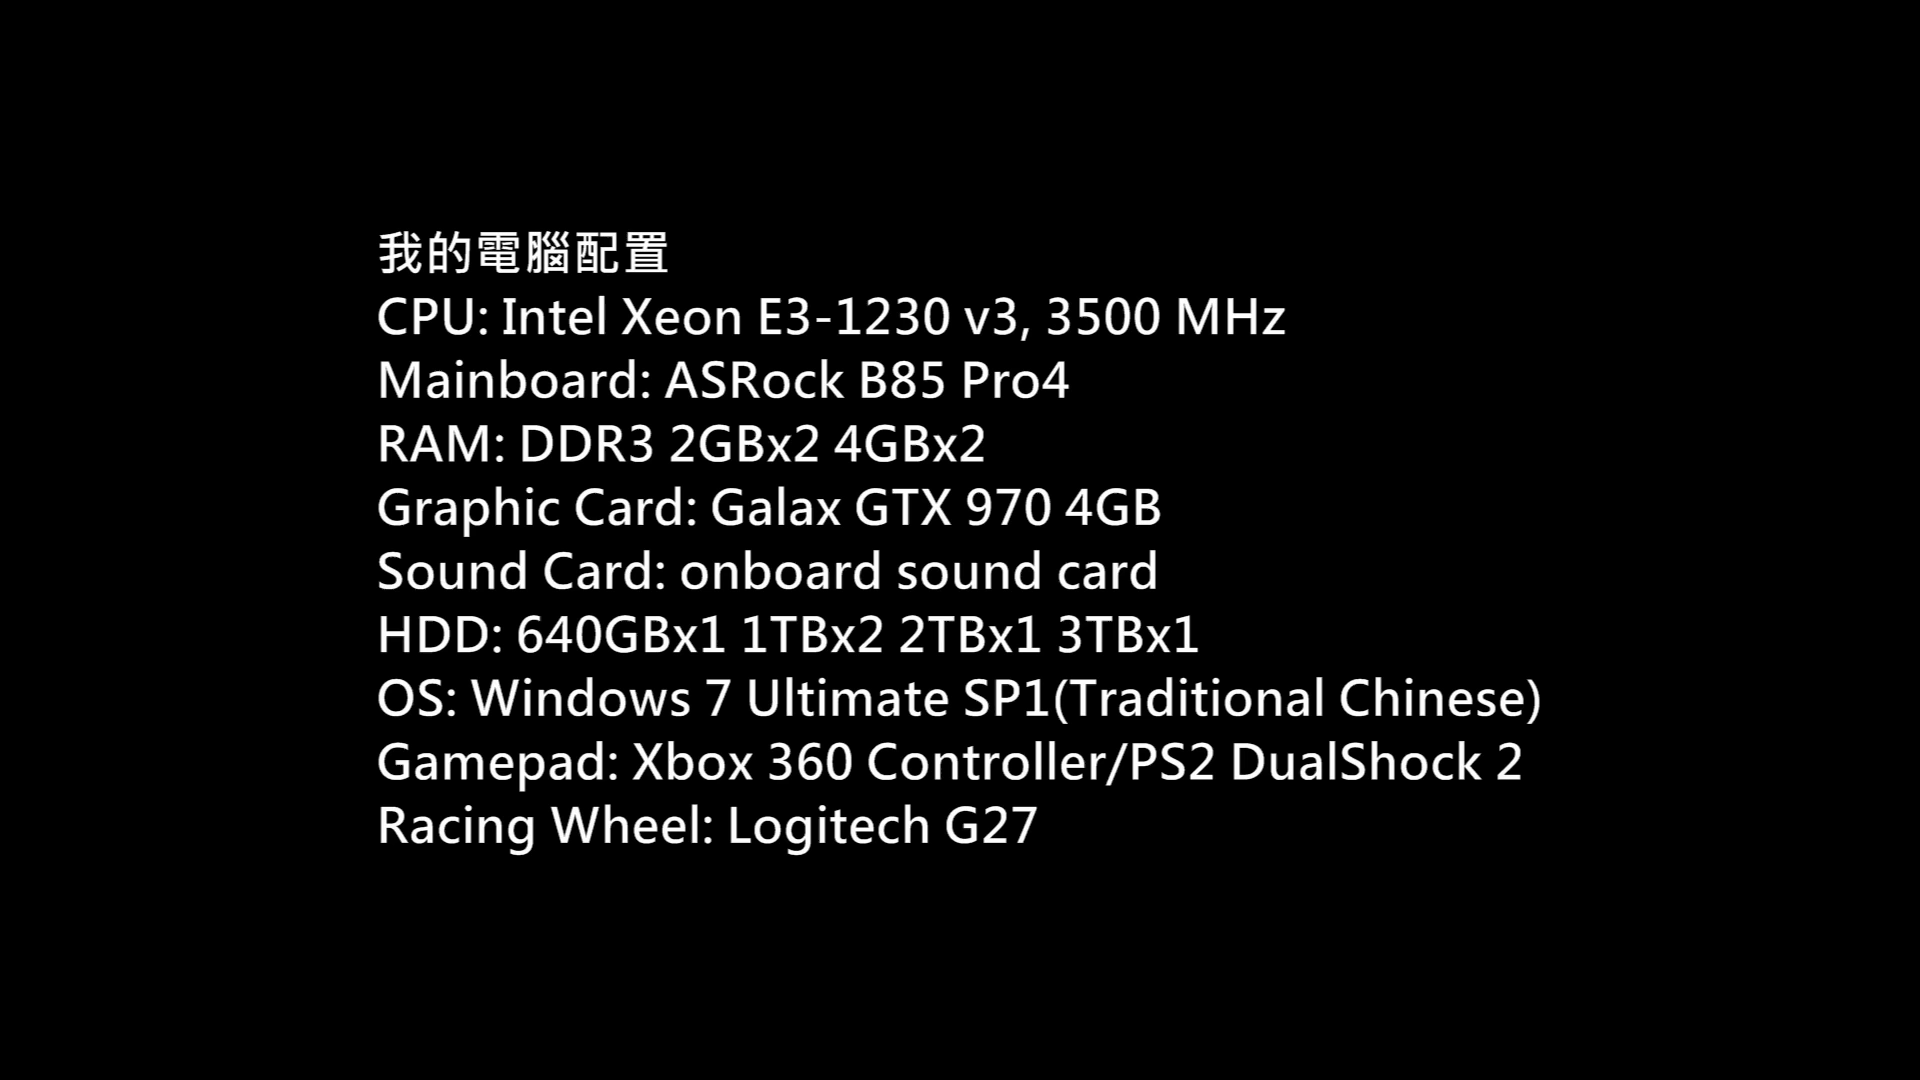 我的電腦配置
CPU: Intel Xeon E3-1230 v3, 3500 MHz
Mainboard: ASRock B85 Pro4
RAM: DDR3 2GBx2 4GBx2
Graphic Card: Galax GTX 970 4GB
Sound Card: onboard sound card
HDD: 640GBx1 1TBx2 2TBx1 3TBx1
OS: Windows 7 Ultimate SP1(Traditional Chinese)
Gamepad: Xbox 360 Controller/PS2 DualShock 2
Racing Wheel: Logitech G27